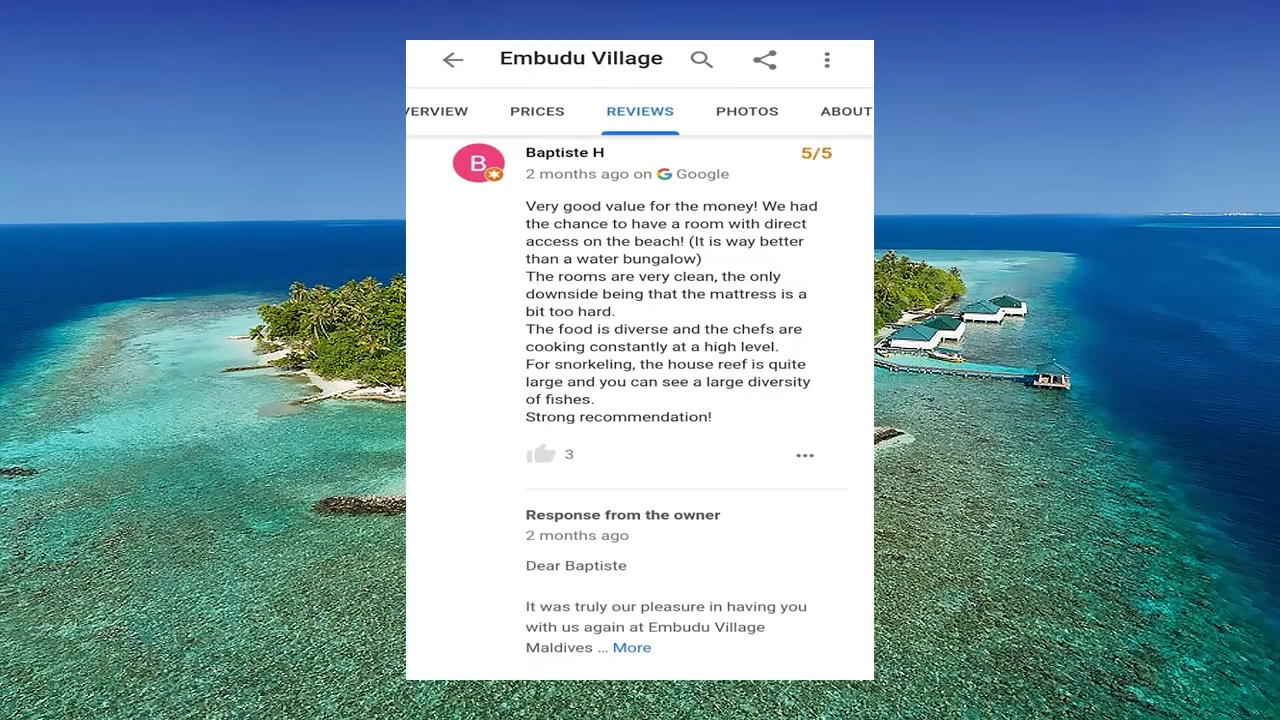 Embudu Village
VERVIEW PRICES REVIEWS PHOTOS ABOUT
B
Baptiste H 5/5
2 months ago on Google
Very good value for the money! We had
the chance to have a room with direct
access on the beach! (It is way better
than a water bungalow)
The rooms are very clean, the only
downside being that the mattress is a
bit too hard.
The food is diverse and the chefs are
cooking constantly at a high level.
For snorkeling, the house reef is quite
large and you can see a large diversity
of fishes.
Strong recommendation!
3
Response from the owner
2 months ago
Dear Baptiste
It was truly our pleasure in having you
with us again at Embudu Village
Maldives ... More